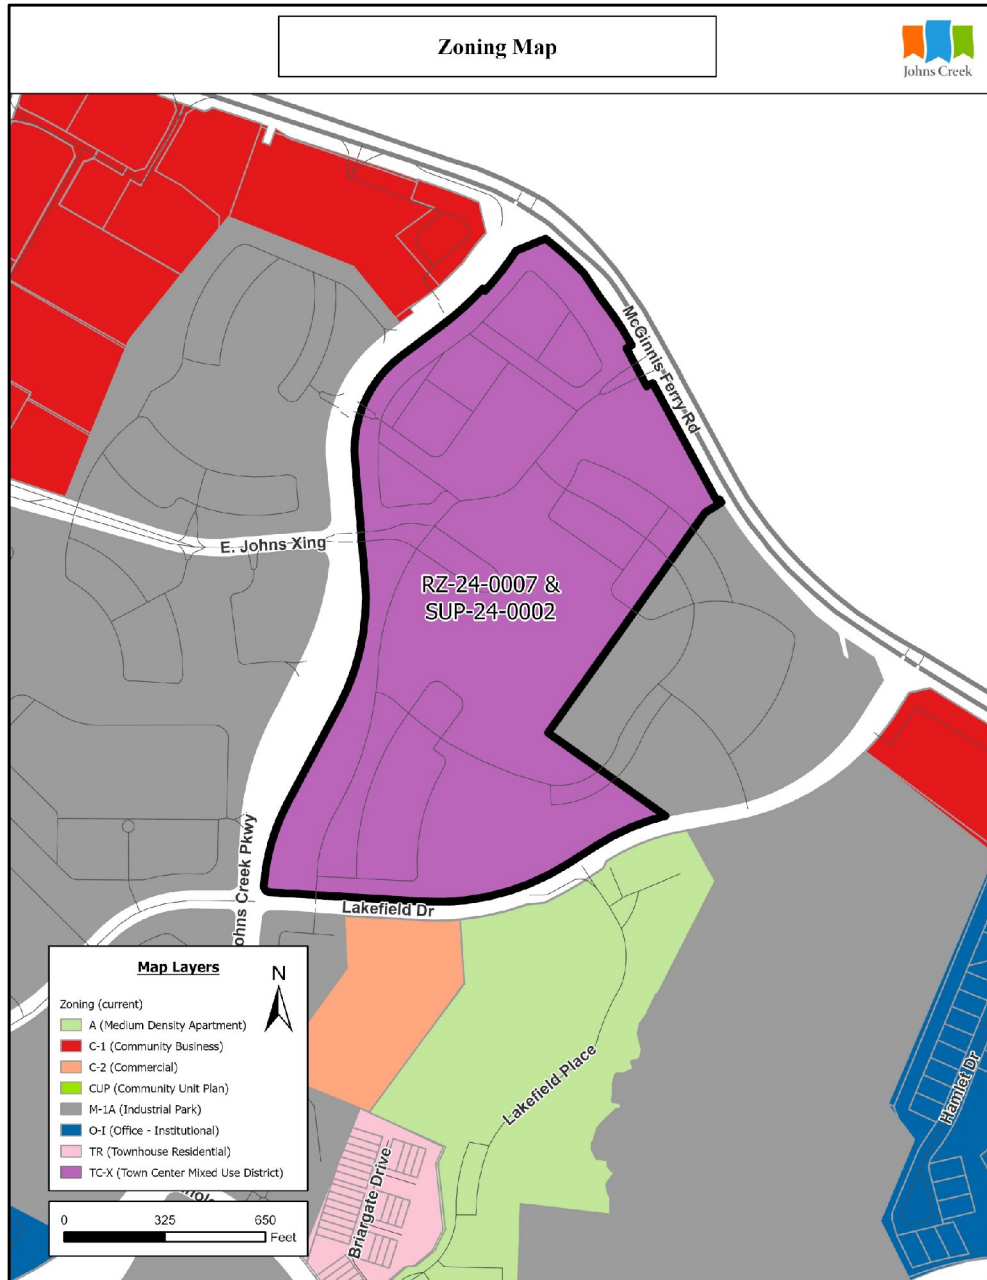 Zoning Map
Johns Creek
McGinnis Ferry Rd
E. Johns Xing
RZ-24-0007 &
SUP-24-0002
ohns Creek Pkwy
Lakefield Dr
Lakefield Place
Hamlet Dr
Briargate Drive
Map Layers
N
Zoning (current)
A (Medium Density Apartment)
C-1 (Community Business)
C-2 (Commercial)
CUP (Community Unit Plan)
M-1A (Industrial Park)
O-I (Office - Institutional)
TR (Townhouse Residential)
TC-X (Town Center Mixed Use District)
0 325 650
Feet